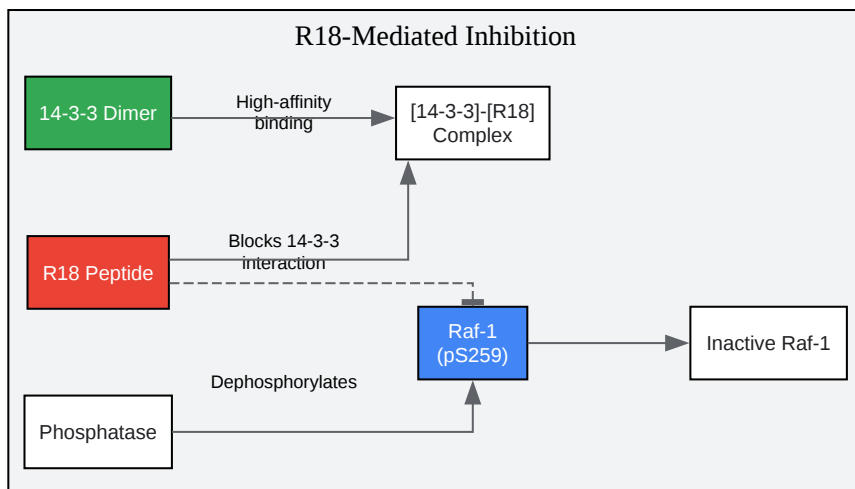 R18-Mediated Inhibition
14-3-3 Dimer
High-affinity
binding
[14-3-3]-[R18]
Complex
R18 Peptide
Blocks 14-3-3
interaction
Raf-1
(pS259)
Inactive Raf-1
Dephosphorylates
Phosphatase